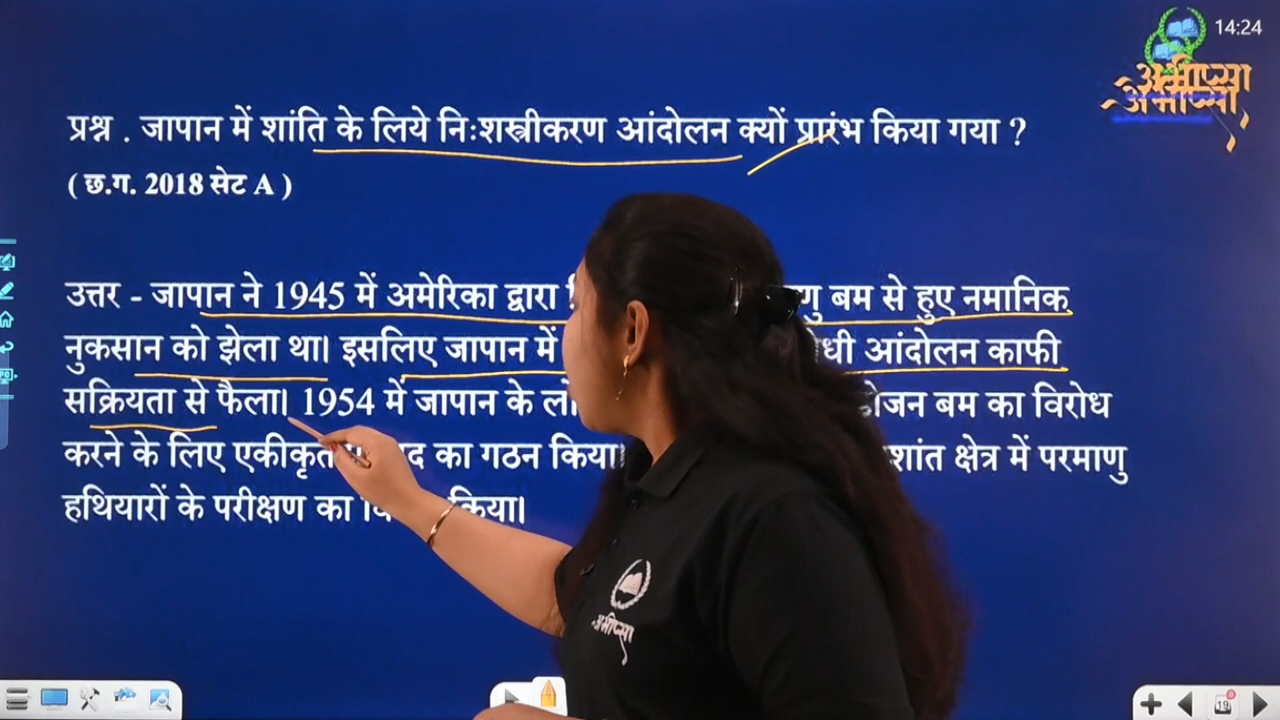 14:24
अभीप्सा
प्रश्न . जापान में शांति के लिये निःशस्त्रीकरण आंदोलन क्यों प्रारंभ किया गया ?
( छ.ग. 2018 सेट A )
उत्तर - जापान ने 1945 में अमेरिका द्वारा बम से हुए नमानिक
नुकसान को झेला था। इसलिए जापान में आंदोलन काफी
सक्रियता से फैला। 1954 में जापान के बम का विरोध
करने के लिए एकीकृत का गठन किया। शांत क्षेत्र में परमाणु
हथियारों के परीक्षण का किया।
अभीप्सा
19